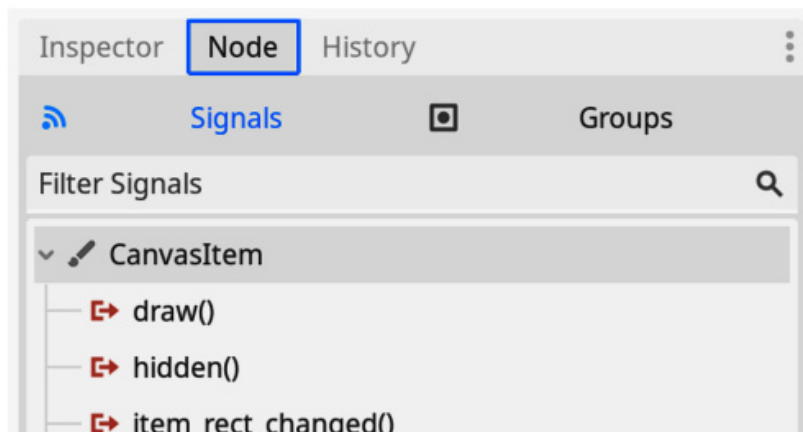 Inspector Node History
Signals Groups
Filter Signals
CanvasItem
draw()
hidden()
item_rect_changed()